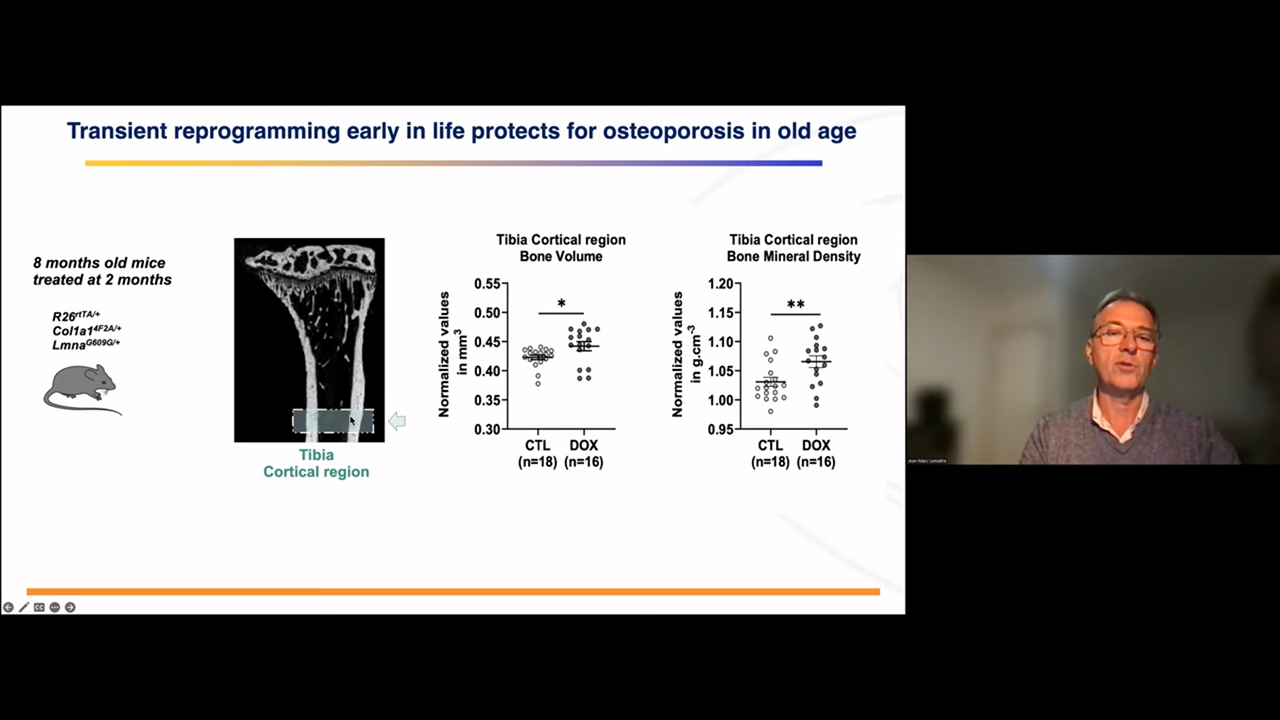 Transient reprogramming early in life protects for osteoporosis in old age
8 months old mice
treated at 2 months
R26rtTA/+
Col1a14F2A/+
LmnaG609G/+
Tibia
Cortical region
Tibia Cortical region
Bone Volume
Normalized values
in mm3
0.55
0.50
0.45
0.40
0.35
0.30
*
CTL
(n=18)
DOX
(n=16)
Tibia Cortical region
Bone Mineral Density
Normalized values
in g.cm-3
1.20
1.15
1.10
1.05
1.00
0.95
**
CTL
(n=18)
DOX
(n=16)
Jean-Marc Lemaitre